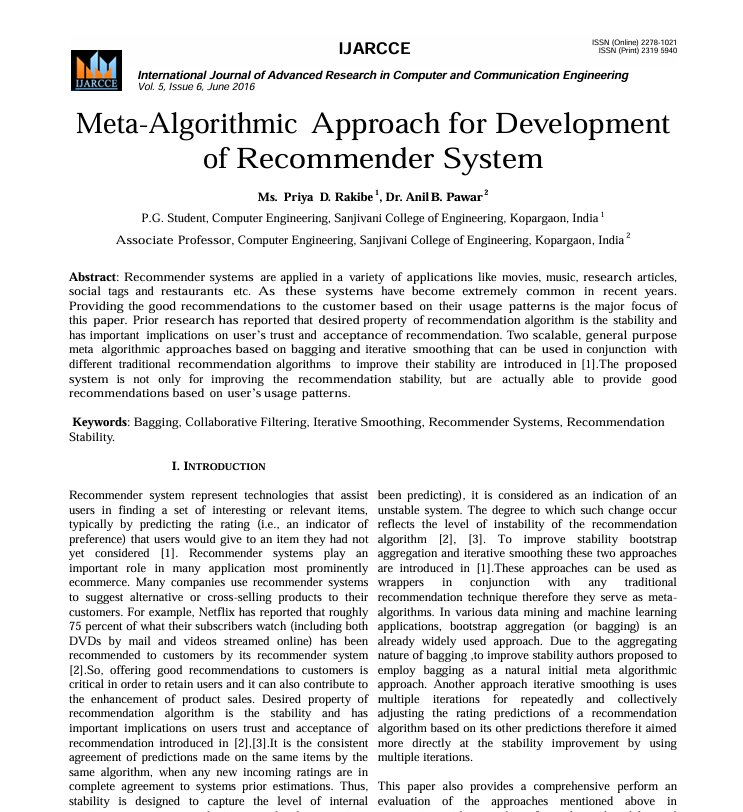 IJARCCE
ISSN (Online) 2278-1021
ISSN (Print) 2319 5940
IJARCCE
International Journal of Advanced Research in Computer and Communication Engineering
Vol. 5, Issue 6, June 2016
Meta-Algorithmic Approach for Development
of Recommender System
Ms. Priya D. Rakibe 1, Dr. Anil B. Pawar 2
P.G. Student, Computer Engineering, Sanjivani College of Engineering, Kopargaon, India 1
Associate Professor, Computer Engineering, Sanjivani College of Engineering, Kopargaon, India 2
Abstract: Recommender systems are applied in a variety of applications like movies, music, research articles,
social tags and restaurants etc. As these systems have become extremely common in recent years.
Providing the good recommendations to the customer based on their usage patterns is the major focus of
this paper. Prior research has reported that desired property of recommendation algorithm is the stability and
has important implications on user's trust and acceptance of recommendation. Two scalable, general purpose
meta algorithmic approaches based on bagging and iterative smoothing that can be used in conjunction with
different traditional recommendation algorithms to improve their stability are introduced in [1].The proposed
system is not only for improving the recommendation stability, but are actually able to provide good
recommendations based on user's usage patterns.
Keywords: Bagging, Collaborative Filtering, Iterative Smoothing, Recommender Systems, Recommendation
Stability.
I. INTRODUCTION
Recommender system represent technologies that assist
users in finding a set of interesting or relevant items,
typically by predicting the rating (i.e., an indicator of
preference) that users would give to an item they had not
yet considered [1]. Recommender systems play an
important role in many application most prominently
ecommerce. Many companies use recommender systems
to suggest alternative or cross-selling products to their
customers. For example, Netflix has reported that roughly
75 percent of what their subscribers watch (including both
DVDs by mail and videos streamed online) has been
recommended to customers by its recommender system
[2].So, offering good recommendations to customers is
critical in order to retain users and it can also contribute to
the enhancement of product sales. Desired property of
recommendation algorithm is the stability and has
important implications on users trust and acceptance of
recommendation introduced in [2],[3].It is the consistent
agreement of predictions made on the same items by the
same algorithm, when any new incoming ratings are in
complete agreement to systems prior estimations. Thus,
stability is designed to capture the level of internal
been predicting), it is considered as an indication of an
unstable system. The degree to which such change occur
reflects the level of instability of the recommendation
algorithm [2], [3]. To improve stability bootstrap
aggregation and iterative smoothing these two approaches
are introduced in [1].These approaches can be used as
wrappers in conjunction with any traditional
recommendation technique therefore they serve as meta-
algorithms. In various data mining and machine learning
applications, bootstrap aggregation (or bagging) is an
already widely used approach. Due to the aggregating
nature of bagging ,to improve stability authors proposed to
employ bagging as a natural initial meta algorithmic
approach. Another approach iterative smoothing is uses
multiple iterations for repeatedly and collectively
adjusting the rating predictions of a recommendation
algorithm based on its other predictions therefore it aimed
more directly at the stability improvement by using
multiple iterations.
This paper also provides a comprehensive perform an
evaluation of the approaches mentioned above in